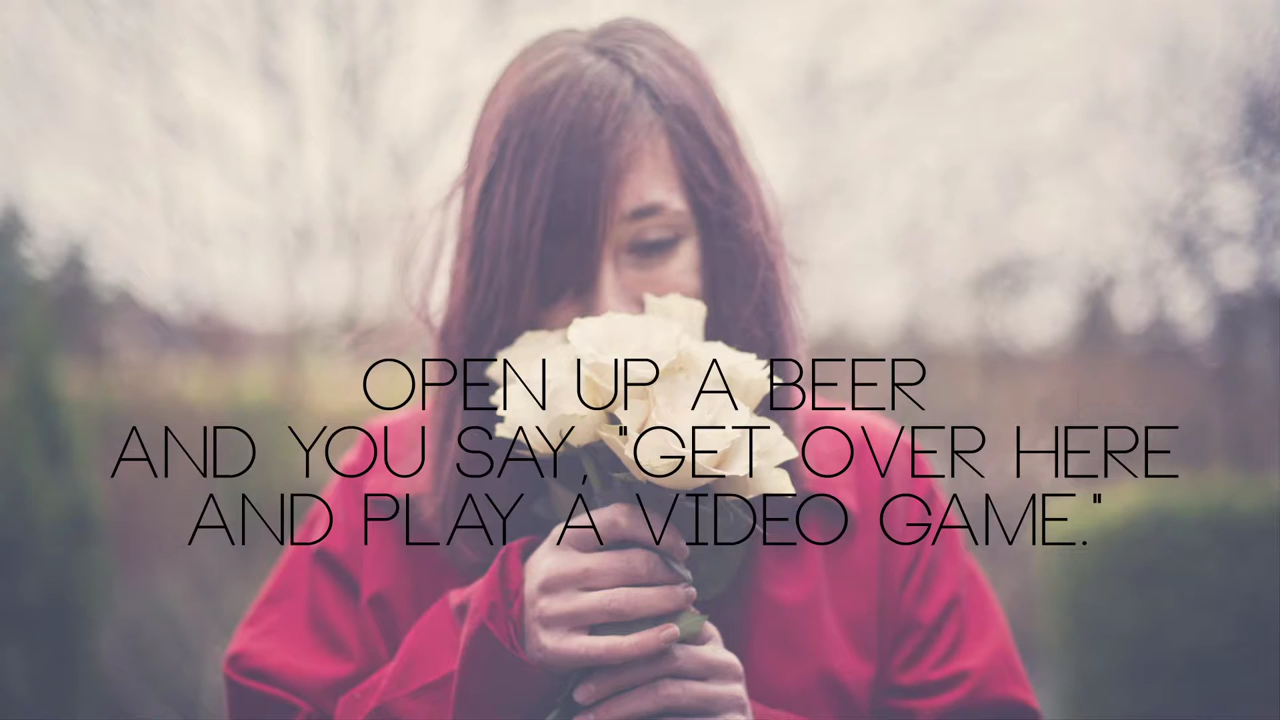 OPEN UP A BEER
AND YOU SAY, "GET OVER HERE
AND PLAY A VIDEO GAME."